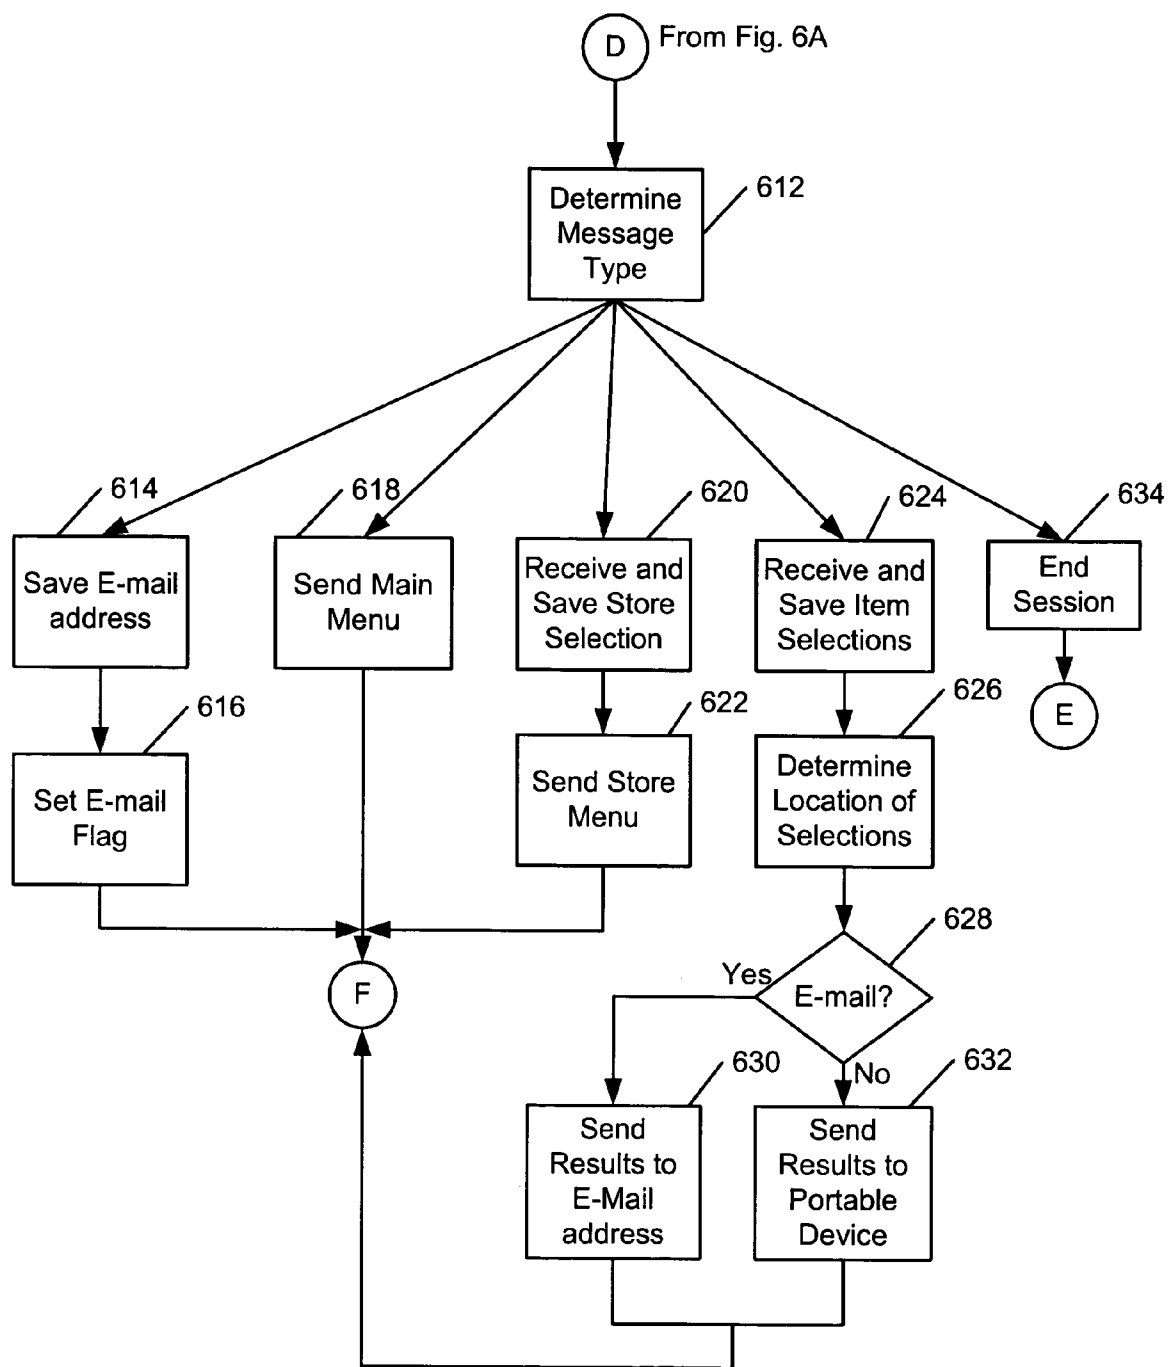 D
From Fig. 6A
Determine
Message
Type
612
614
618
620
624
634
Save E-mail
address
Send Main
Menu
Receive and
Save Store
Selection
Receive and
Save Item
Selections
End
Session
616
622
626
E
Set E-mail
Flag
Send Store
Menu
Determine
Location of
Selections
628
F
Yes
E-mail?
No
630
632
Send
Results to
E-Mail
address
Send
Results to
Portable
Device